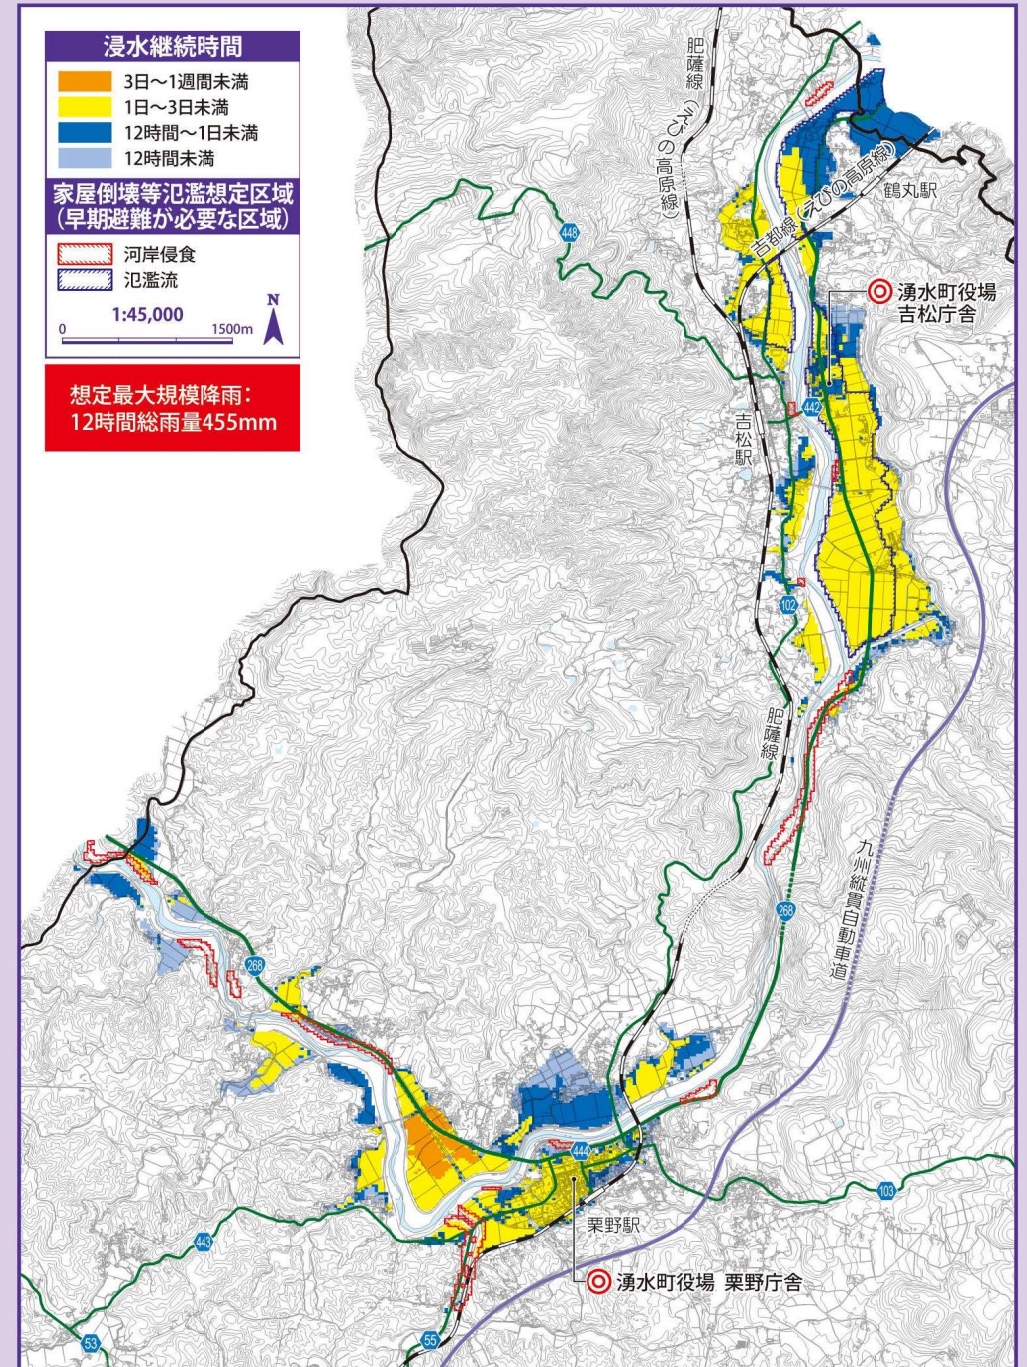 浸水継続時間
3日～1週間未満
1日～3日未満
12時間～1日未満
12時間未満
家屋倒壊等氾濫想定区域
(早期避難が必要な区域)
河岸侵食
氾濫流
1:45,000
N
0
1500m
想定最大規模降雨：
12時間総雨量455mm
肥薩線（えびの高原線）
吉都線（えびの高原線）
鶴丸駅
448
湧水町役場
吉松庁舎
442
吉松駅
102
肥薩線
九州縦貫自動車道
268
268
444
103
栗野駅
443
湧水町役場 栗野庁舎
53
55